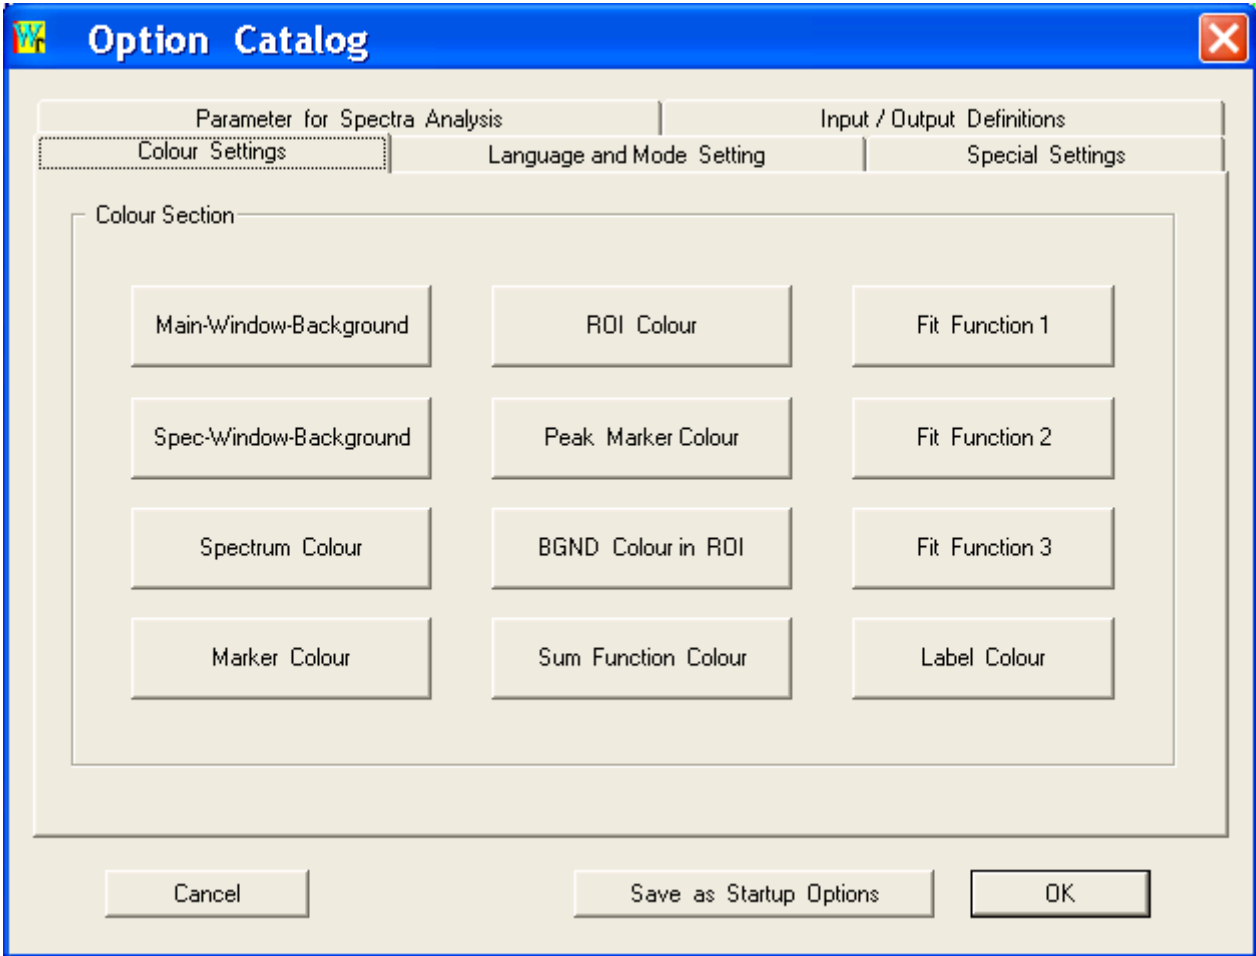 Wr Option Catalog
Parameter for Spectra Analysis Input / Output Definitions
Colour Settings Language and Mode Setting Special Settings
Colour Section
Main-Window-Background ROI Colour Fit Function 1
Spec-Window-Background Peak Marker Colour Fit Function 2
Spectrum Colour BGND Colour in ROI Fit Function 3
Marker Colour Sum Function Colour Label Colour
Cancel Save as Startup Options OK